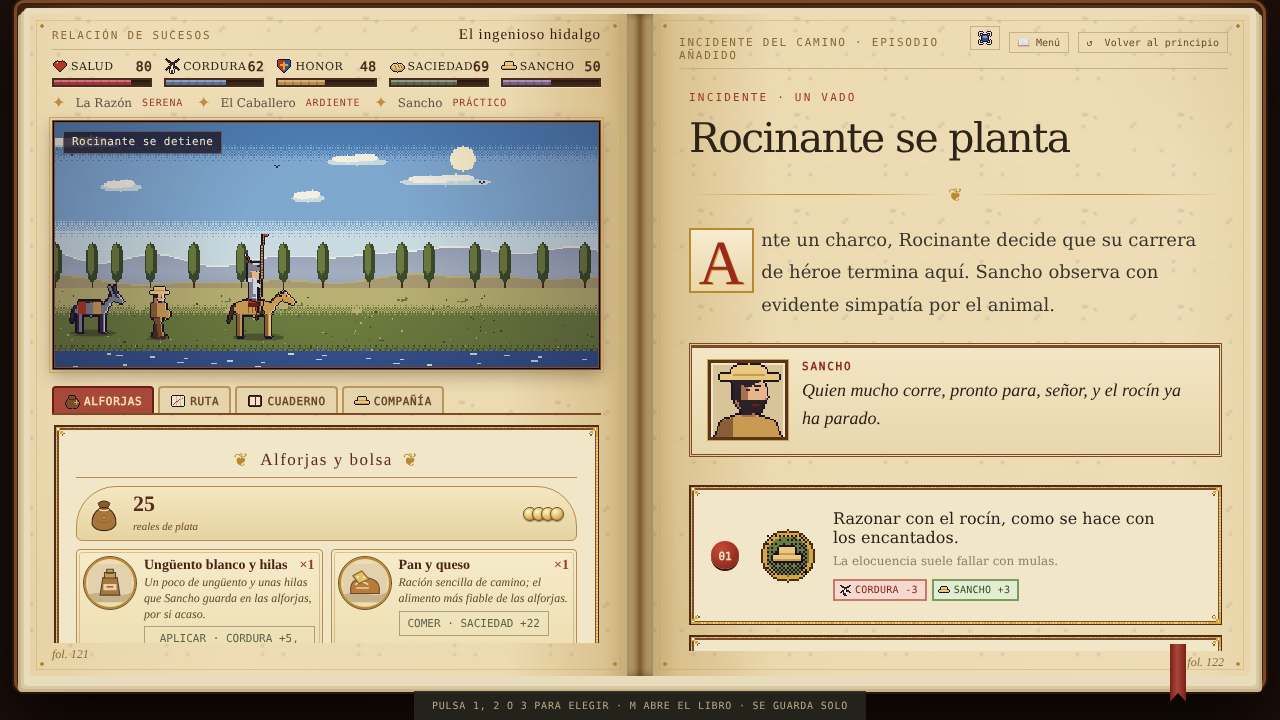 RELACIÓN DE SUCESOS
El ingenioso hidalgo
SALUD 80
CORDURA 62
HONOR 48
SACIEDAD 69
SANCHO 50
La Razón SERENA
El Caballero ARDIENTE
Sancho PRÁCTICO
Rocinante se detiene
ALFORJAS
RUTA
CUADERNO
COMPAÑÍA
Alforjas y bolsa
25
reales de plata
Ungüento blanco y hilas ×1
Un poco de ungüento y unas hilas
que Sancho guarda en las alforjas,
por si acaso.
APLICAR · CORDURA +5,
Pan y queso ×1
Ración sencilla de camino; el
alimento más fiable de las alforjas.
COMER · SACIEDAD +22
fol. 121
INCIDENTE DEL CAMINO · EPISODIO
AÑADIDO
Menú
↺ Volver al principio
INCIDENTE · UN VADO
Rocinante se planta
Ante un charco, Rocinante decide que su carrera
de héroe termina aquí. Sancho observa con
evidente simpatía por el animal.
SANCHO
Quien mucho corre, pronto para, señor, y el rocín ya
ha parado.
01
Razonar con el rocín, como se hace con
los encantados.
La elocuencia suele fallar con mulas.
CORDURA -3
SANCHO +3
fol. 122
PULSA 1, 2 O 3 PARA ELEGIR · M ABRE EL LIBRO · SE GUARDA SOLO